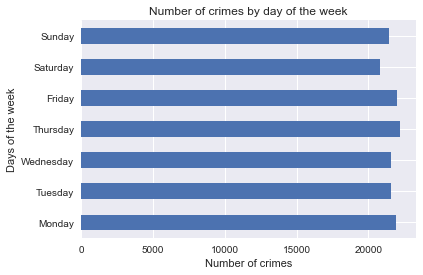 Number of crimes by day of the week
Days of the week
Sunday
Saturday
Friday
Thursday
Wednesday
Tuesday
Monday
0 5000 10000 15000 20000
Number of crimes